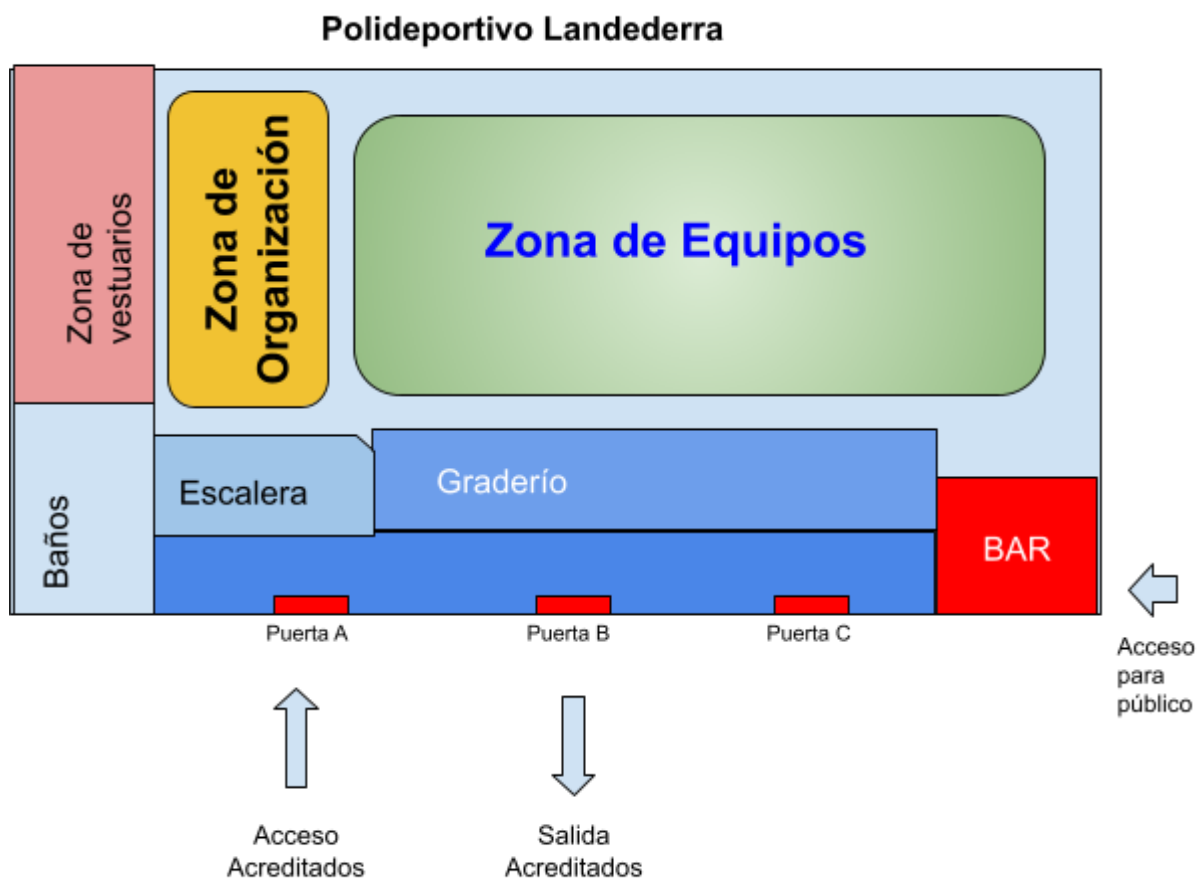 Polideportivo Landederra
Zona de
vestuarios
Zona de
Organización
Zona de Equipos
Baños
Escalera
Graderío
BAR
Puerta A
Puerta B
Puerta C
Acceso
para
público
Acceso
Acreditados
Salida
Acreditados